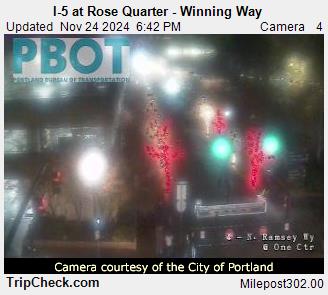 I-5 at Rose Quarter - Winning Way
Updated Nov 24 2024 6:42 PM Camera 4
PBOT
PORTLAND BUREAU OF TRANSPORTATION
4 - N. Ramsey Wy
@ One Ctr
Camera courtesy of the City of Portland
TripCheck.com Milepost302.00